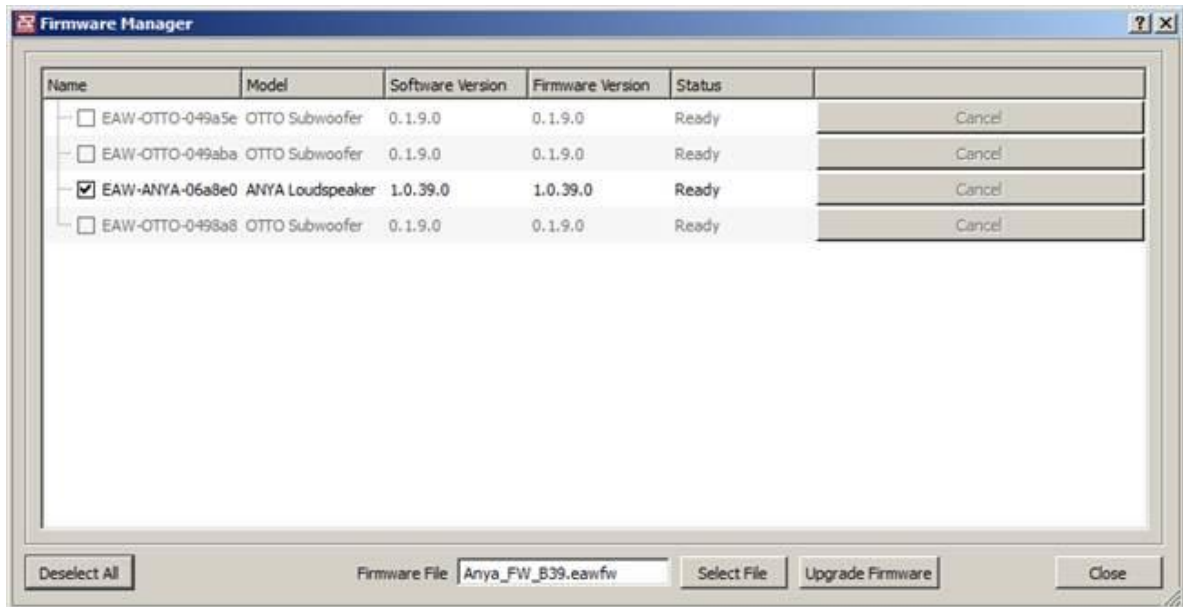 Firmware Manager
Name Model Software Version Firmware Version Status
EAW-OTTO-049a5e OTTO Subwoofer 0.1.9.0 0.1.9.0 Ready Cancel
EAW-OTTO-049aba OTTO Subwoofer 0.1.9.0 0.1.9.0 Ready Cancel
EAW-ANYA-06a8e0 ANYA Loudspeaker 1.0.39.0 1.0.39.0 Ready
EAW-OTTO-0498a8 OTTO Subwoofer 0.1.9.0 0.1.9.0 Ready Cancel
Deselect All Firmware File Anya_FW_B39.eawfw Select File Upgrade Firmware Close